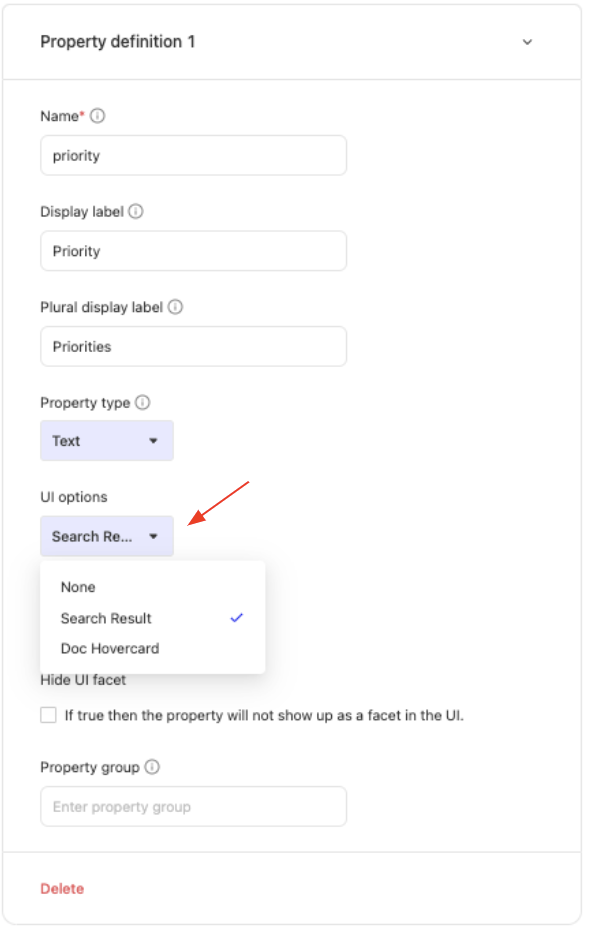 Property definition 1
Name*
priority
Display label
Priority
Plural display label
Priorities
Property type
Text
UI options
Search Re...
None
Search Result
Doc Hovercard
Hide UI facet
If true then the property will not show up as a facet in the UI.
Property group
Enter property group
Delete